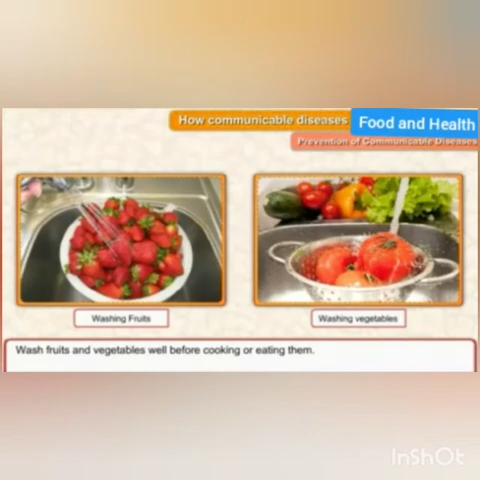 How communicable diseases
Food and Health
Prevention of Communicable Diseases
Washing Fruits
Washing vegetables
Wash fruits and vegetables well before cooking or eating them.
InShOt